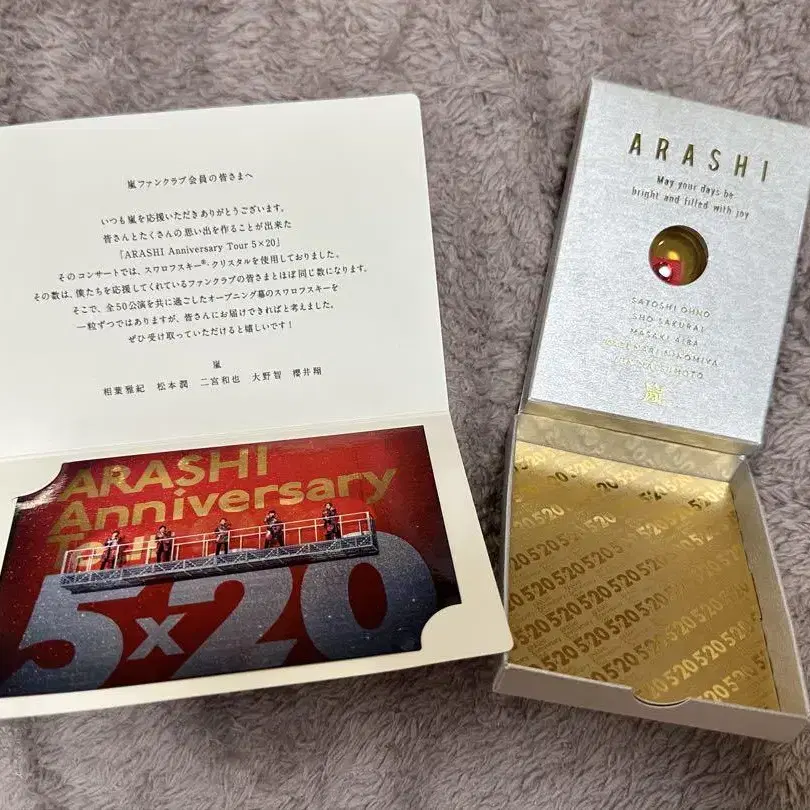 嵐ファンクラブ会員の皆さまへ
いつも嵐を応援いただきありがとうございます。
皆さんとたくさんの思い出を作ることが出来た
「ARASHI Anniversary Tour 5×20」
そのコンサートでは、スワロフスキー®・クリスタルを使用しておりました。
その数は、僕たちを応援してくれているファンクラブの皆さまとほぼ同じ数になります。
そこで、全50公演を共に過ごしたオープニング幕のスワロフスキーを
一粒ずつではありますが、皆さんにお届けできればと考えました。
ぜひ受け取っていただけると嬉しいです！
嵐
相葉雅紀 松本潤 二宮和也 大野智 櫻井翔
ARASHI
Anniversary
Tour
5×20
ARASHI
May your days be
bright and filled with joy
SATOSHI OHNO
SHO SAKURAI
MASAKI AIBA
NINOMIYA
嵐
5×20